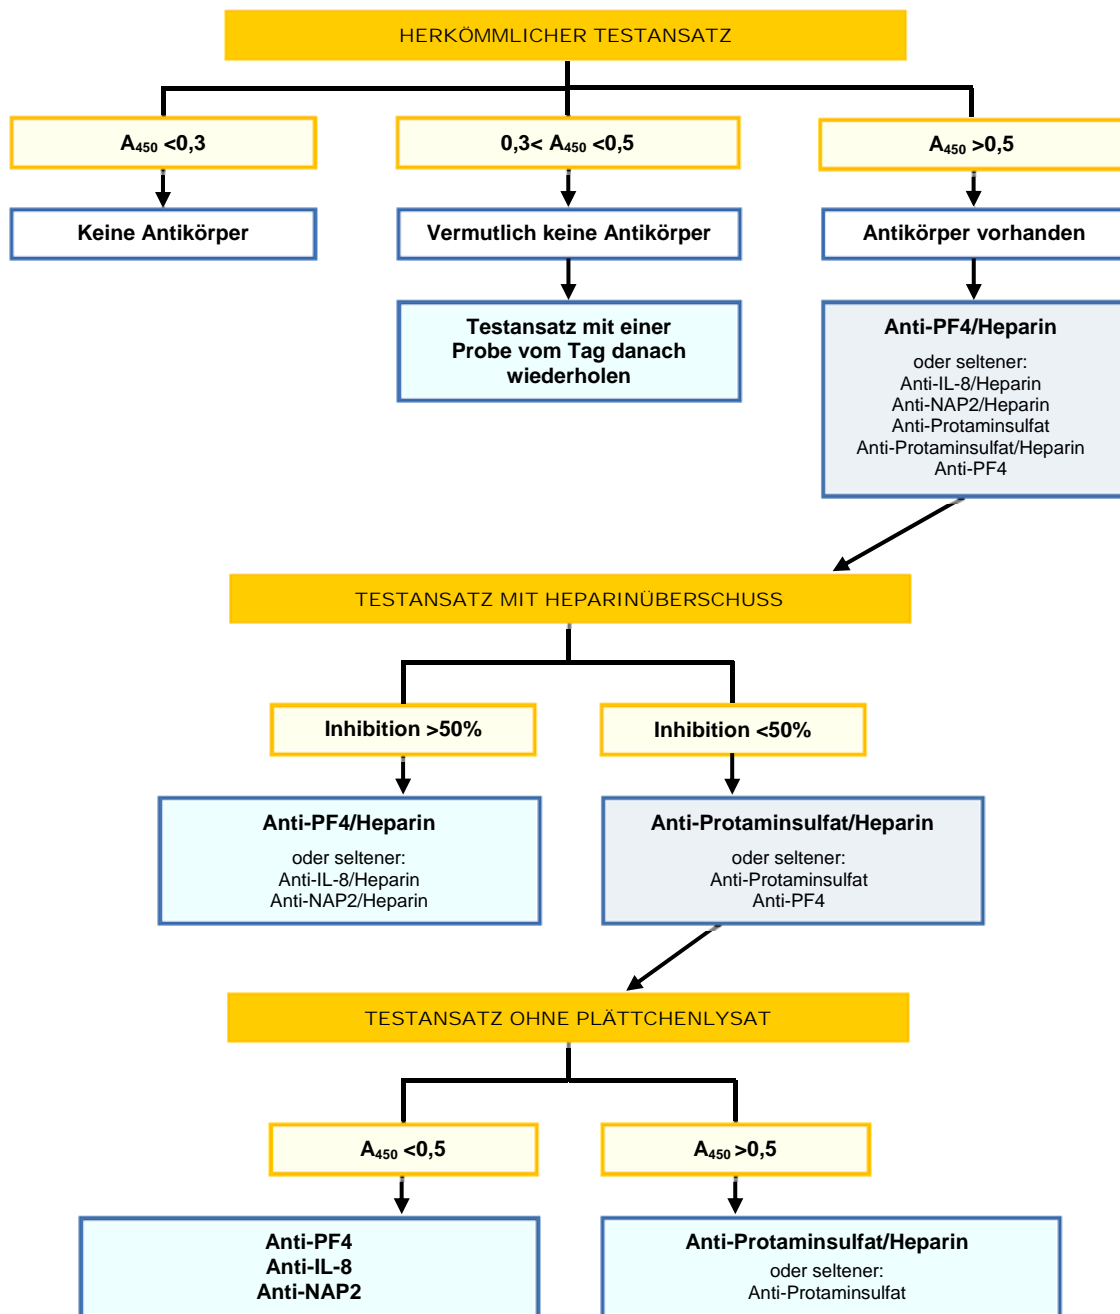 HERKÖMMLICHER TESTANSATZ
A450 <0,3
0,3< A450 <0,5
A450 >0,5
Keine Antikörper
Vermutlich keine Antikörper
Antikörper vorhanden
Testansatz mit einer
Probe vom Tag danach
wiederholen
Anti-PF4/Heparin
oder seltener:
Anti-IL-8/Heparin
Anti-NAP2/Heparin
Anti-Protaminsulfat
Anti-Protaminsulfat/Heparin
Anti-PF4
TESTANSATZ MIT HEPARINÜBERSCHUSS
Inhibition >50%
Inhibition <50%
Anti-PF4/Heparin
oder seltener:
Anti-IL-8/Heparin
Anti-NAP2/Heparin
Anti-Protaminsulfat/Heparin
oder seltener:
Anti-Protaminsulfat
Anti-PF4
TESTANSATZ OHNE PLÄTTCHENLYSAT
A450 <0,5
A450 >0,5
Anti-PF4
Anti-IL-8
Anti-NAP2
Anti-Protaminsulfat/Heparin
oder seltener:
Anti-Protaminsulfat